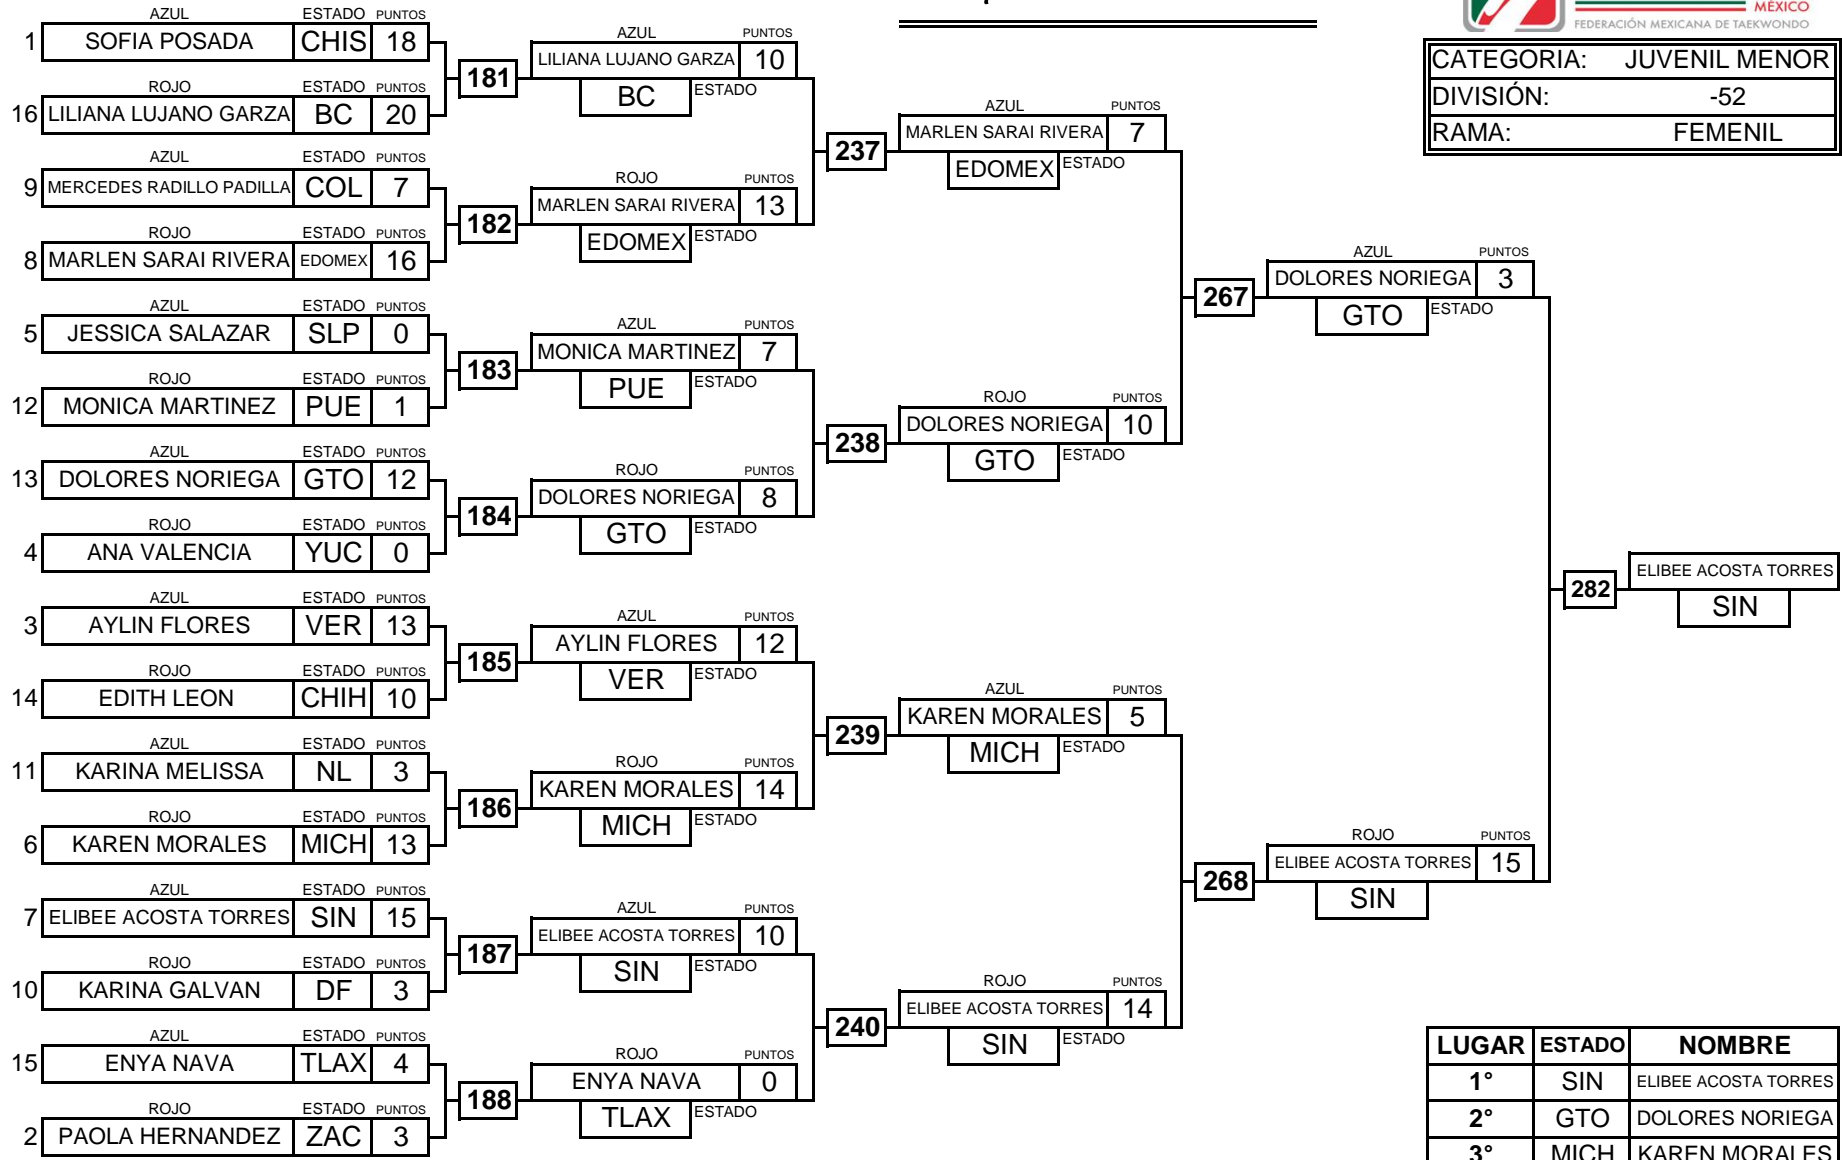 MÉXICO
FEDERACIÓN MEXICANA DE TAEKWONDO
CATEGORIA: JUVENIL MENOR
DIVISIÓN: -52
RAMA: FEMENIL
AZUL ESTADO PUNTOS
1 SOFIA POSADA CHIS 18
ROJO ESTADO PUNTOS
16 LILIANA LUJANO GARZA BC 20
AZUL ESTADO PUNTOS
9 MERCEDES RADILLO PADILLA COL 7
ROJO ESTADO PUNTOS
8 MARLEN SARAI RIVERA EDOMEX 16
AZUL ESTADO PUNTOS
5 JESSICA SALAZAR SLP 0
ROJO ESTADO PUNTOS
12 MONICA MARTINEZ PUE 1
AZUL ESTADO PUNTOS
13 DOLORES NORIEGA GTO 12
ROJO ESTADO PUNTOS
4 ANA VALENCIA YUC 0
AZUL ESTADO PUNTOS
3 AYLIN FLORES VER 13
ROJO ESTADO PUNTOS
14 EDITH LEON CHIH 10
AZUL ESTADO PUNTOS
11 KARINA MELISSA NL 3
ROJO ESTADO PUNTOS
6 KAREN MORALES MICH 13
AZUL ESTADO PUNTOS
7 ELIBEE ACOSTA TORRES SIN 15
ROJO ESTADO PUNTOS
10 KARINA GALVAN DF 3
AZUL ESTADO PUNTOS
15 ENYA NAVA TLAX 4
ROJO ESTADO PUNTOS
2 PAOLA HERNANDEZ ZAC 3
181
182
183
184
185
186
187
188
AZUL PUNTOS
LILIANA LUJANO GARZA 10
BC ESTADO
ROJO PUNTOS
MARLEN SARAI RIVERA 13
EDOMEX ESTADO
AZUL PUNTOS
MONICA MARTINEZ 7
PUE ESTADO
ROJO PUNTOS
DOLORES NORIEGA 8
GTO ESTADO
AZUL PUNTOS
AYLIN FLORES 12
VER ESTADO
ROJO PUNTOS
KAREN MORALES 14
MICH ESTADO
AZUL PUNTOS
ELIBEE ACOSTA TORRES 10
SIN ESTADO
ROJO PUNTOS
ENYA NAVA 0
TLAX ESTADO
237
238
239
240
AZUL PUNTOS
MARLEN SARAI RIVERA 7
EDOMEX ESTADO
ROJO PUNTOS
DOLORES NORIEGA 10
GTO ESTADO
AZUL PUNTOS
KAREN MORALES 5
MICH ESTADO
ROJO PUNTOS
ELIBEE ACOSTA TORRES 14
SIN ESTADO
267
268
AZUL PUNTOS
DOLORES NORIEGA 3
GTO ESTADO
ROJO PUNTOS
ELIBEE ACOSTA TORRES 15
SIN
282
ELIBEE ACOSTA TORRES
SIN
LUGAR ESTADO NOMBRE
1° SIN ELIBEE ACOSTA TORRES
2° GTO DOLORES NORIEGA
3° MICH KAREN MORALES